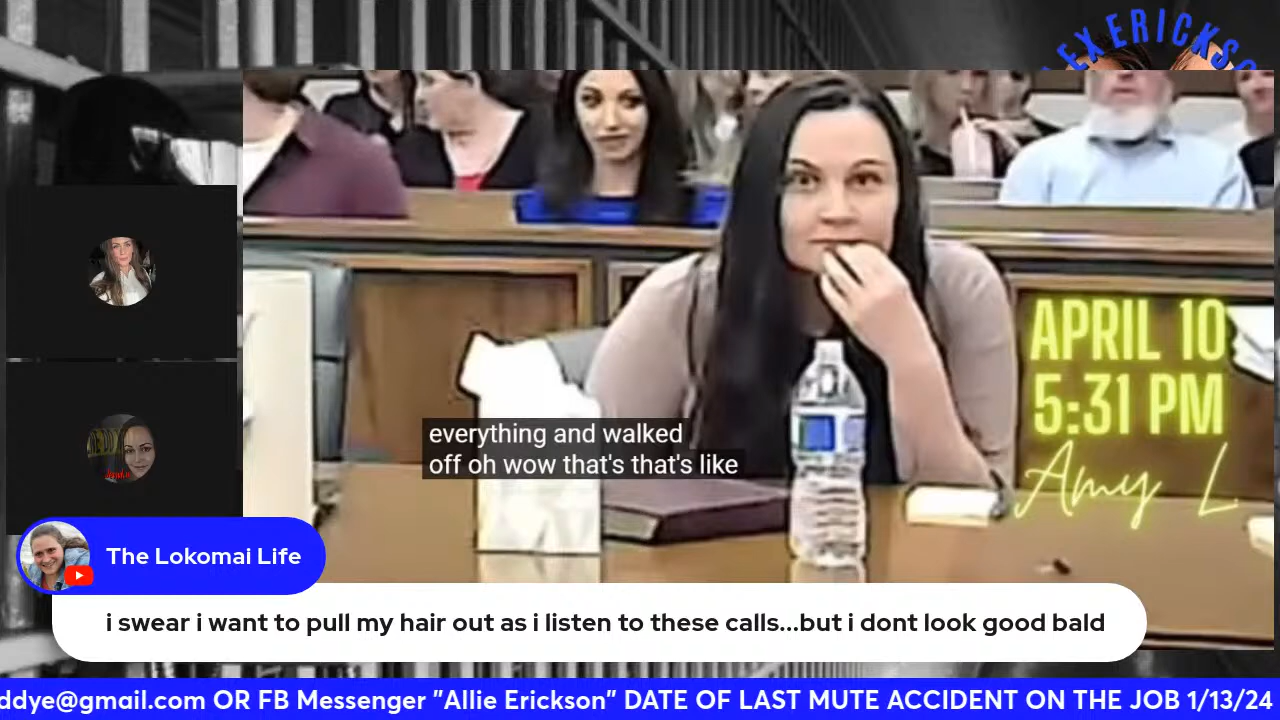 EX ERICKSO
APRIL 10
5:31 PM
Amy L.
everything and walked
off oh wow that's that's like
The Lokomai Life
i swear i want to pull my hair out as i listen to these calls...but i dont look good bald
ddye@gmail.com OR FB Messenger "Allie Erickson" DATE OF LAST MUTE ACCIDENT ON THE JOB 1/13/24